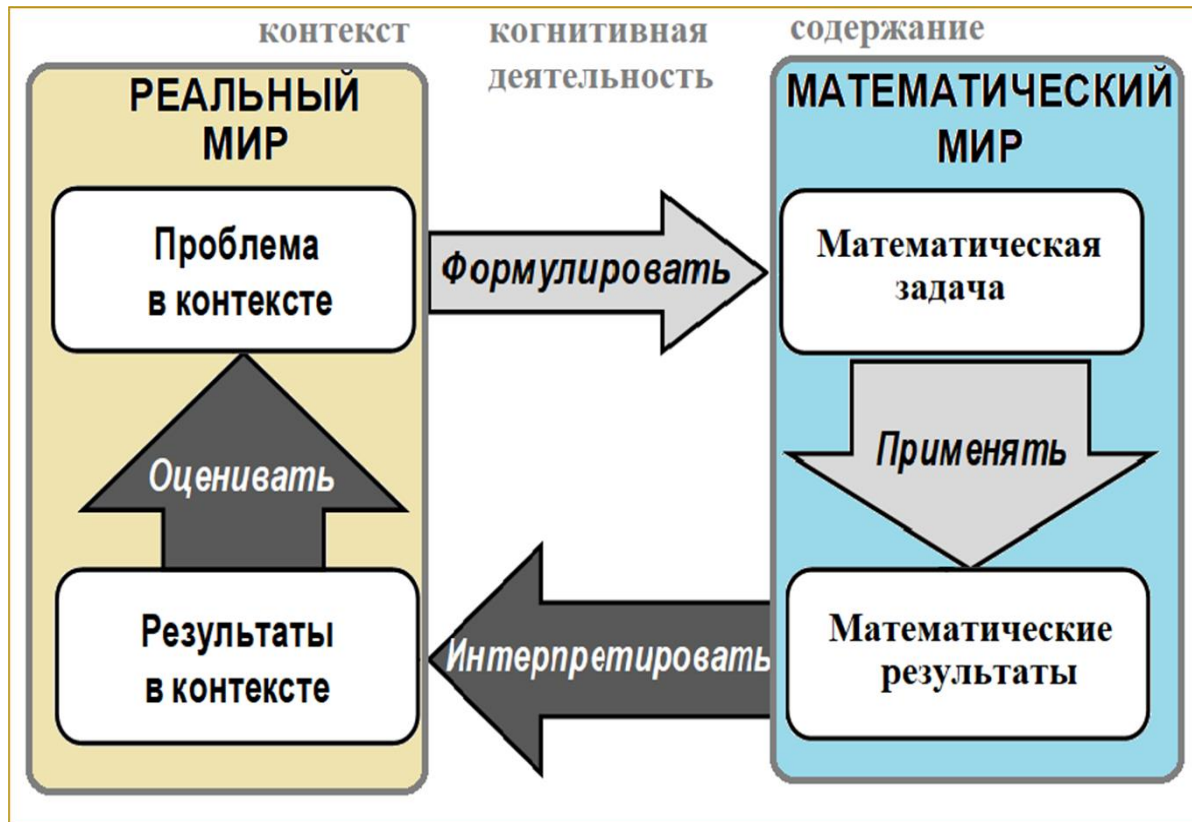 контекст
когнитивная
деятельность
содержание
РЕАЛЬНЫЙ
МИР
МАТЕМАТИЧЕСКИЙ
МИР
Проблема
в контексте
Формулировать
Математическая
задача
Оценивать
Применять
Результаты
в контексте
Интерпретировать
Математические
результаты